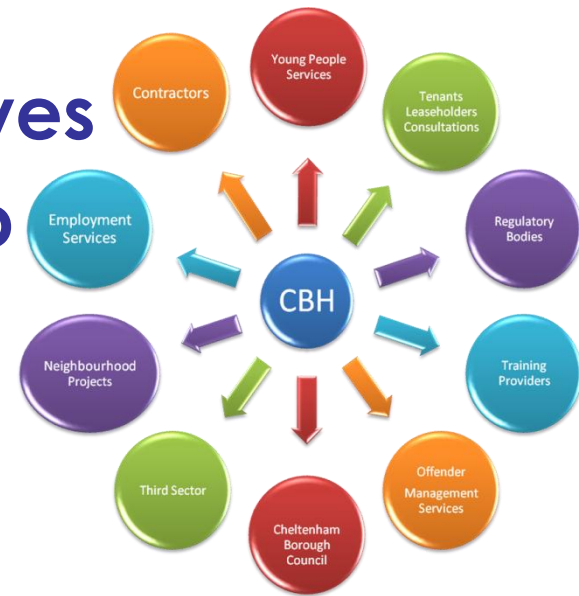 ves
Young People
Services
Tenants
Leaseholders
Consultations
Regulatory
Bodies
Training
Providers
Offender
Management
Services
Cheltenham
Borough
Council
Third Sector
Neighbourhood
Projects
Employment
Services
Contractors
CBH